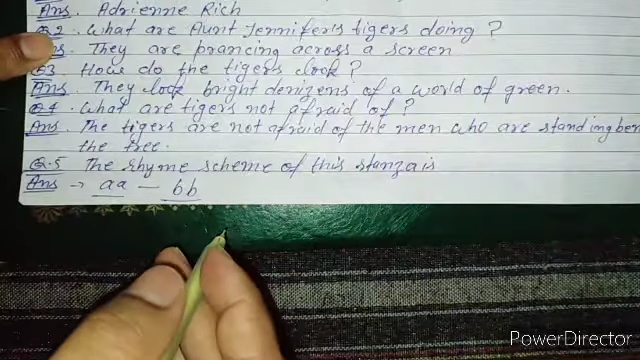 Ans. Adrienne Rich
Q.2. What are Aunt Jennifer's tigers doing ?
Ans. They are prancing across a screen
Q3. How do the tigers look ?
Ans. They look bright denizens of a world of green.
Q4. What are tigers not afraid of ?
Ans. The tigers are not afraid of the men who are standing ben
the tree.
Q.5 The rhyme scheme of this stanza is
Ans → aa — bb
PowerDirector